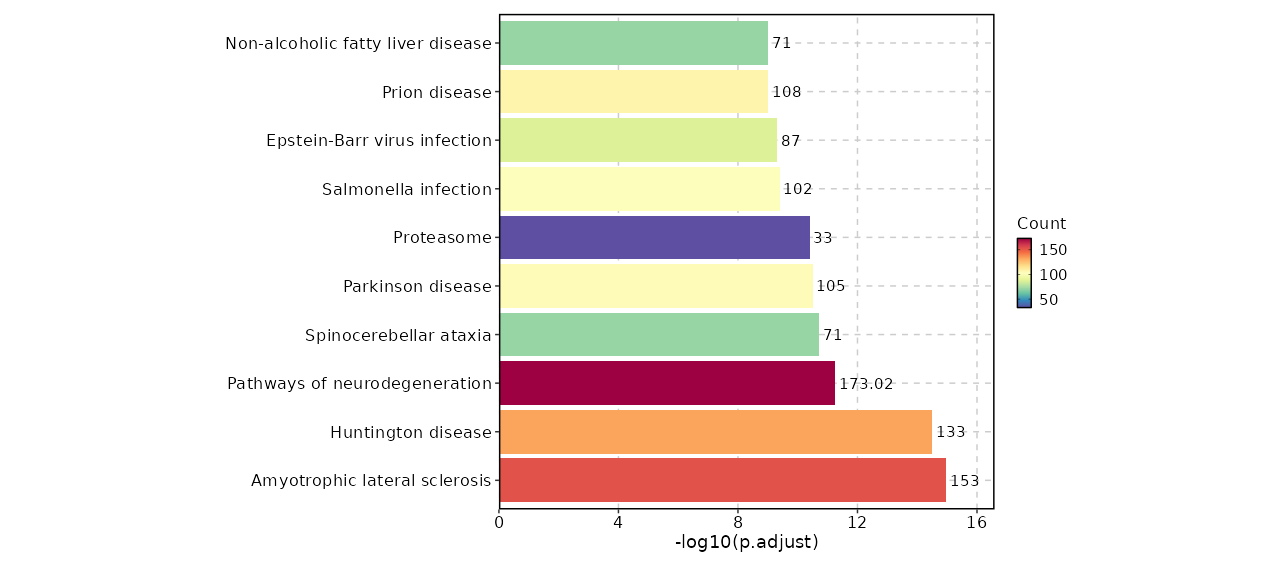 Non-alcoholic fatty liver disease 71
Prion disease 108
Epstein-Barr virus infection 87
Salmonella infection 102
Proteasome 33
Parkinson disease 105
Spinocerebellar ataxia 71
Pathways of neurodegeneration 173.02
Huntington disease 133
Amyotrophic lateral sclerosis 153
0 4 8 12 16
-log10(p.adjust)
Count
150
100
50